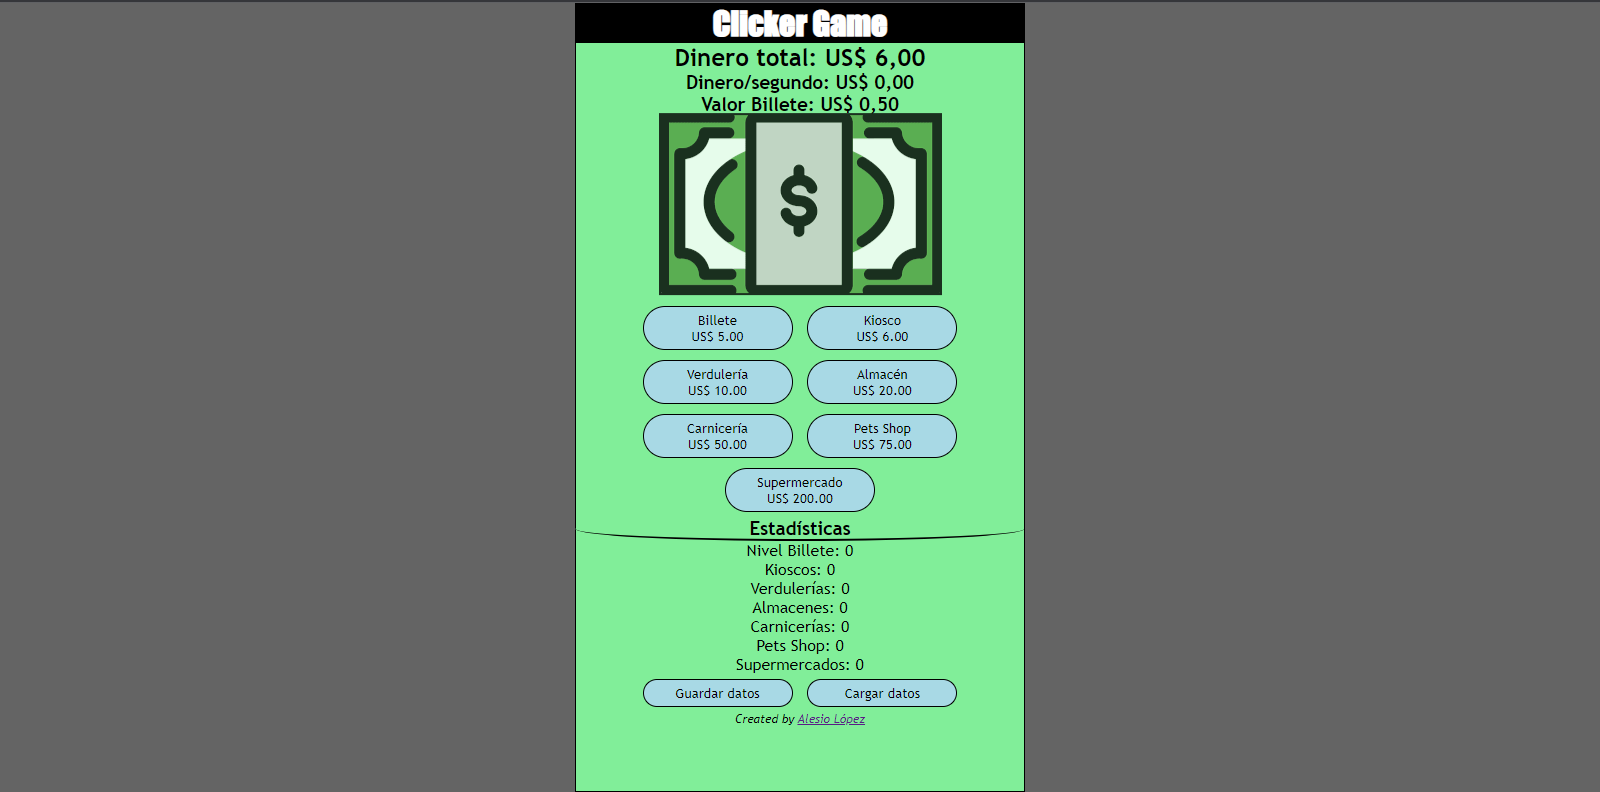 Clicker Game
Dinero total: US$ 6,00
Dinero/segundo: US$ 0,00
Valor Billete: US$ 0,50
$
Billete
US$ 5.00
Kiosco
US$ 6.00
Verdulería
US$ 10.00
Almacén
US$ 20.00
Carnicería
US$ 50.00
Pets Shop
US$ 75.00
Supermercado
US$ 200.00
Estadísticas
Nivel Billete: 0
Kioscos: 0
Verdulerías: 0
Almacenes: 0
Carnicerías: 0
Pets Shop: 0
Supermercados: 0
Guardar datos
Cargar datos
Created by Alesio López